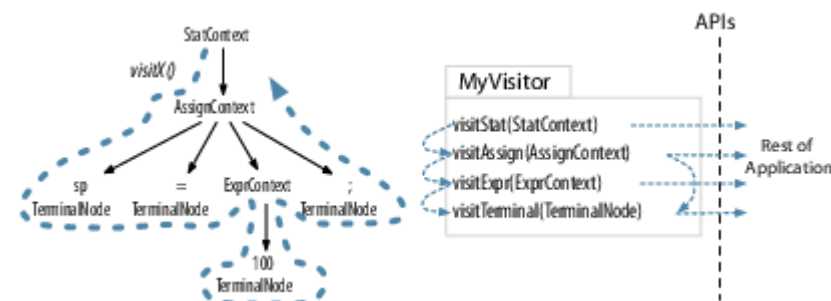 APIs
StatContext
visitX()
MyVisitor
AssignContext
visitStat(StatContext)
visitAssign(AssignContext)
visitExpr(ExprContext)
visitTerminal(TerminalNode)
Rest of
Application
sp
=
ExprContext
;
TerminalNode
TerminalNode
TerminalNode
100
TerminalNode